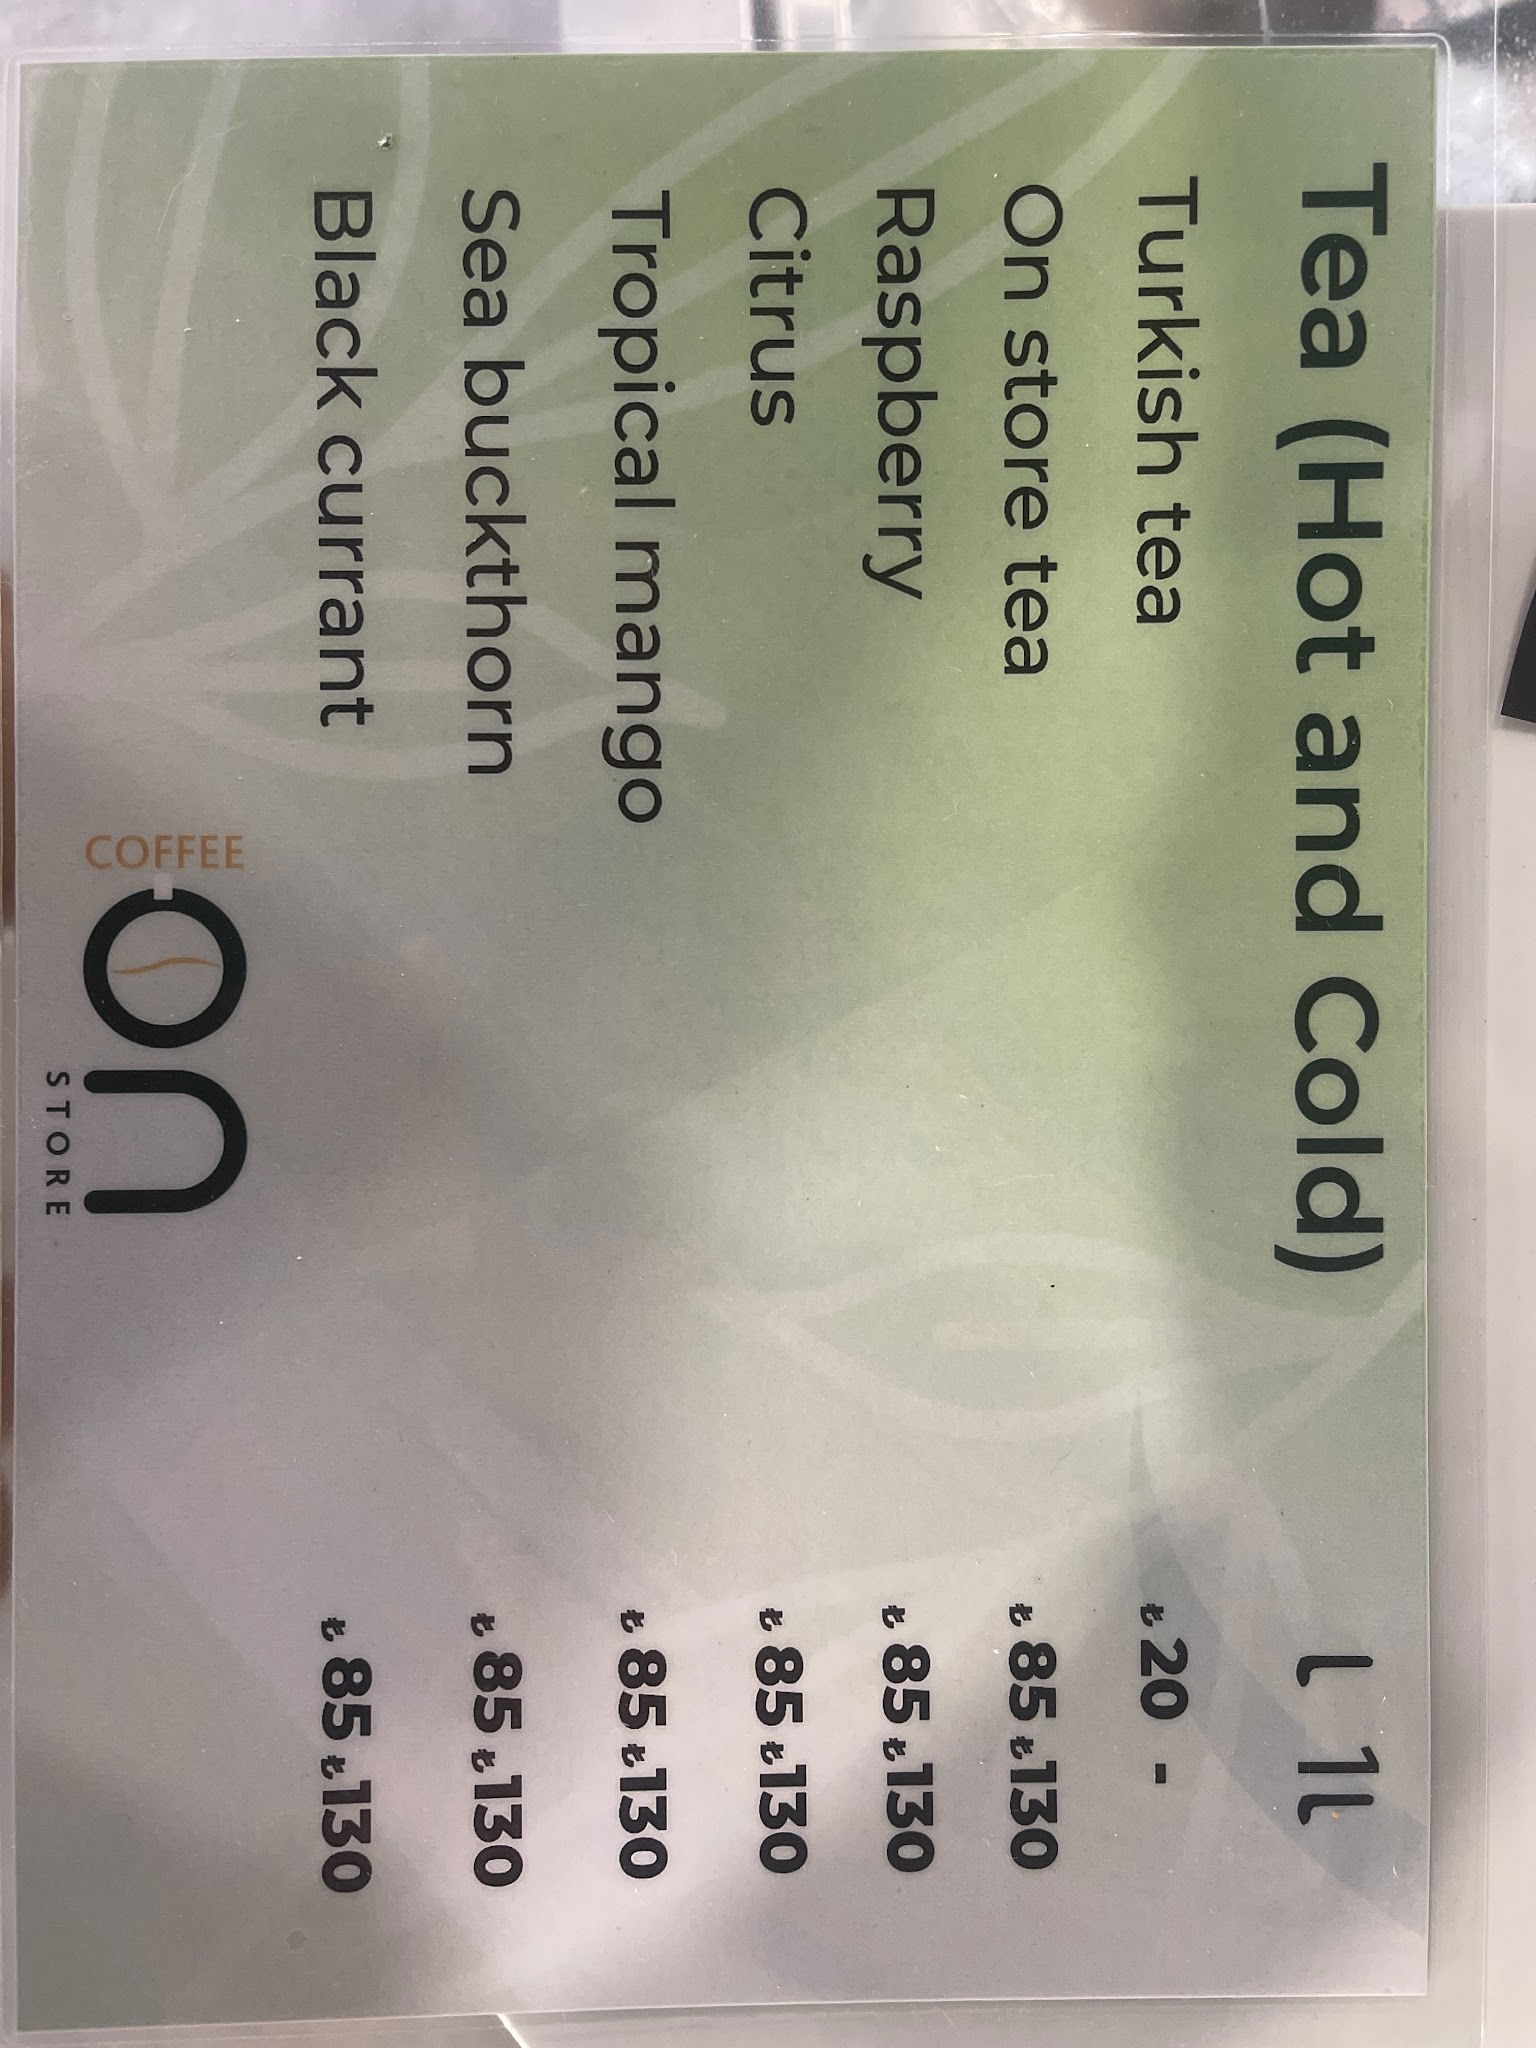 Tea (Hot and Cold) l 1l
Turkish tea ₺ 20 -
On store tea ₺ 85 ₺ 130
Raspberry ₺ 85 ₺ 130
Citrus ₺ 85 ₺ 130
Tropical mango ₺ 85 ₺ 130
Sea buckthorn ₺ 85 ₺ 130
Black currant ₺ 85 ₺ 130
COFFEE
on
STORE